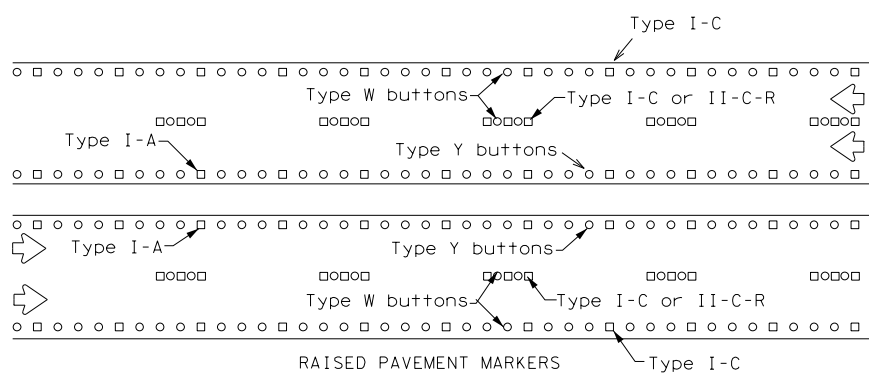 Type I-C
Type W buttons
Type I-C or II-C-R
Type I-A
Type Y buttons
Type I-A
Type Y buttons
Type W buttons
Type I-C or II-C-R
RAISED PAVEMENT MARKERS
Type I-C